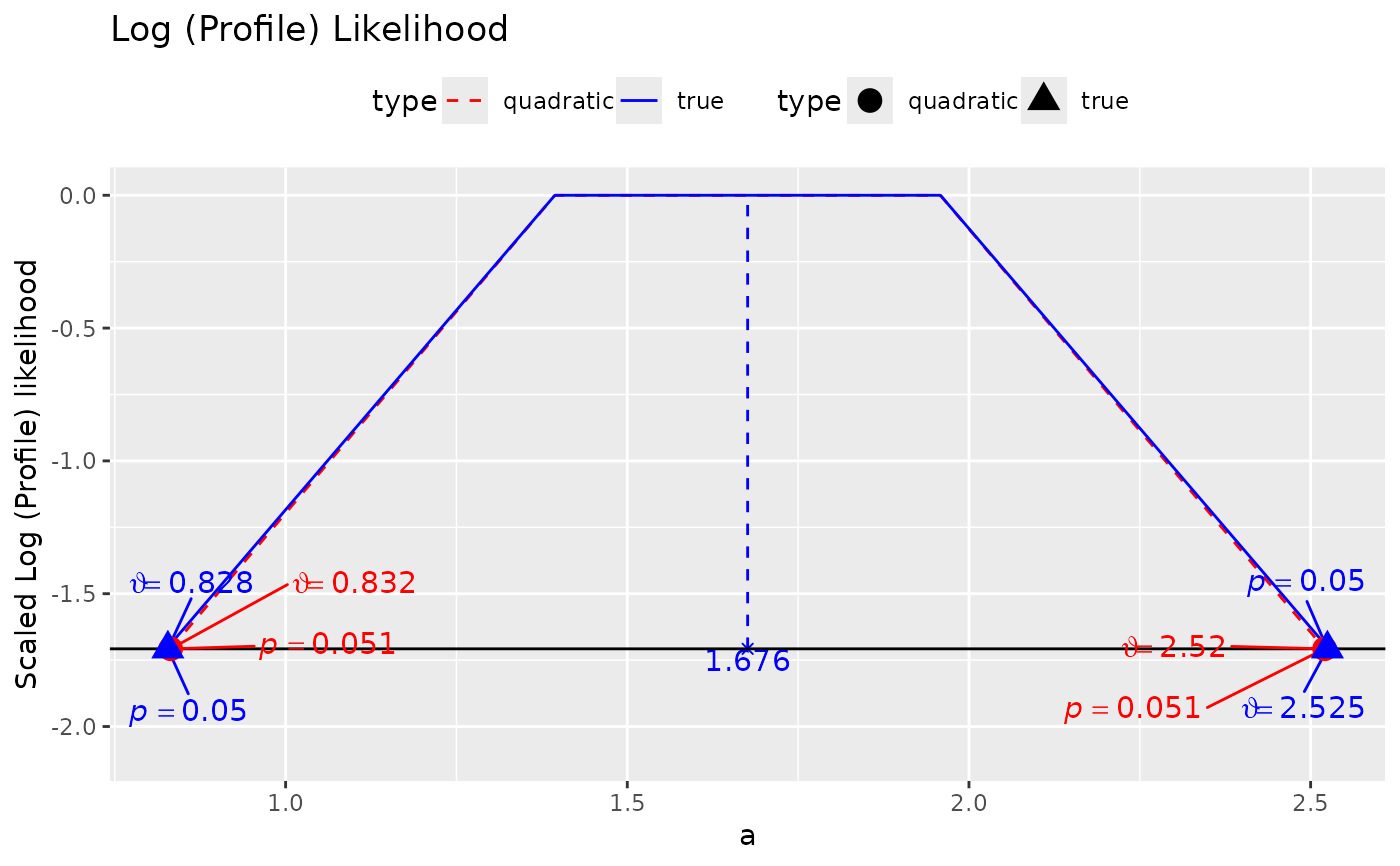 Log (Profile) Likelihood
type quadratic true type quadratic true
Scaled Log (Profile) likelihood
0.0
-0.5
-1.0
-1.5
-2.0
ϑ= 0.828
ϑ= 0.832
p = 0.05
p = 0.051
ϑ= 2.52
1.676
p = 0.05
p = 0.051
ϑ= 2.525
1.0 1.5 2.0 2.5
a